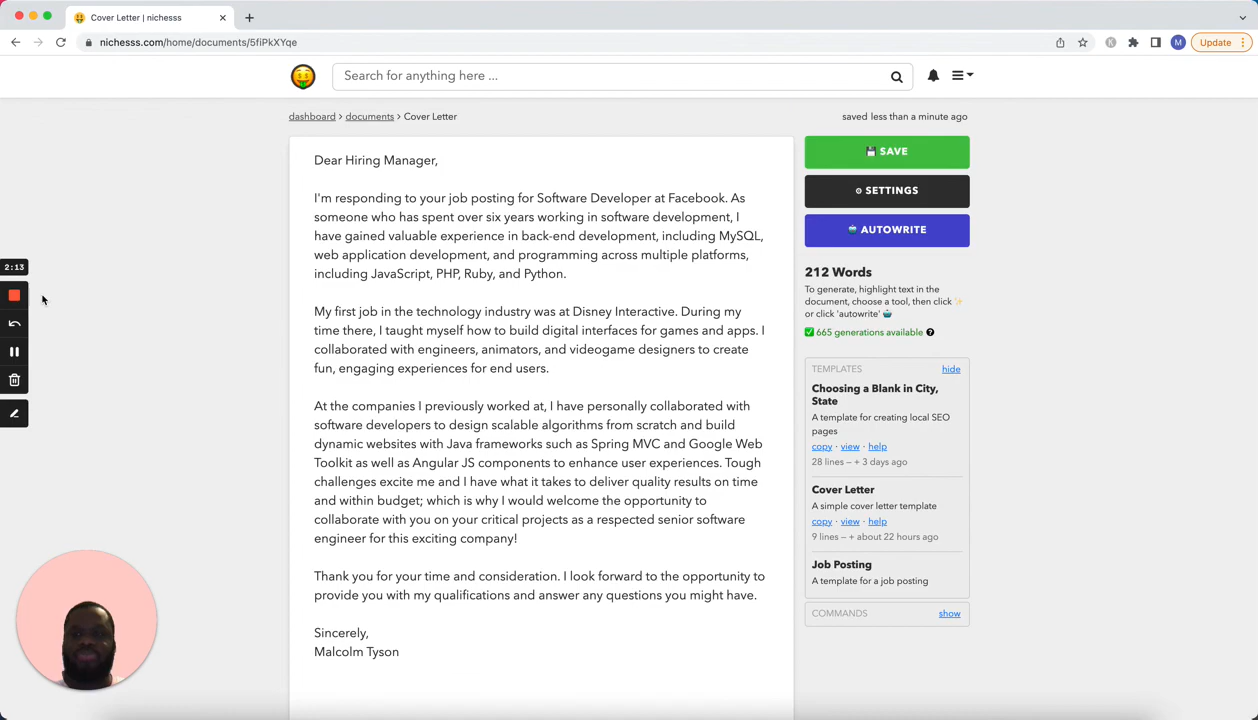 Cover Letter | nichesss
nichesss.com/home/documents/5fiPkXYqe
M
Update
Search for anything here ...
dashboard > documents > Cover Letter
saved less than a minute ago
Dear Hiring Manager,
I'm responding to your job posting for Software Developer at Facebook. As
someone who has spent over six years working in software development, I
have gained valuable experience in back-end development, including MySQL,
web application development, and programming across multiple platforms,
including JavaScript, PHP, Ruby, and Python.
My first job in the technology industry was at Disney Interactive. During my
time there, I taught myself how to build digital interfaces for games and apps. I
collaborated with engineers, animators, and videogame designers to create
fun, engaging experiences for end users.
At the companies I previously worked at, I have personally collaborated with
software developers to design scalable algorithms from scratch and build
dynamic websites with Java frameworks such as Spring MVC and Google Web
Toolkit as well as Angular JS components to enhance user experiences. Tough
challenges excite me and I have what it takes to deliver quality results on time
and within budget; which is why I would welcome the opportunity to
collaborate with you on your critical projects as a respected senior software
engineer for this exciting company!
Thank you for your time and consideration. I look forward to the opportunity to
provide you with my qualifications and answer any questions you might have.
Sincerely,
Malcolm Tyson
SAVE
SETTINGS
AUTOWRITE
212 Words
To generate, highlight text in the
document, choose a tool, then click ✨
or click 'autowrite' 🤖
✅ 665 generations available ?
TEMPLATES hide
Choosing a Blank in City,
State
A template for creating local SEO
pages
copy · view · help
28 lines — + 3 days ago
Cover Letter
A simple cover letter template
copy · view · help
9 lines — + about 22 hours ago
Job Posting
A template for a job posting
COMMANDS show
2:13